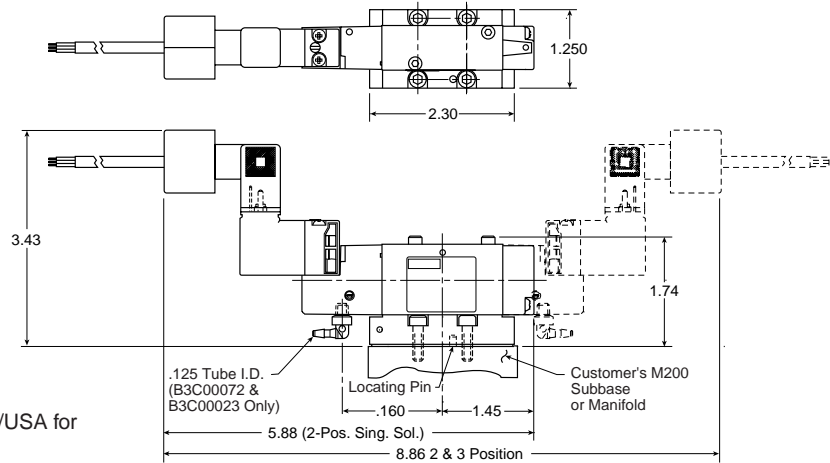 1.250
2.30
3.43
1.74
.125 Tube I.D.
(B3C00072 &
B3C00023 Only)
Locating Pin
Customer's M200
Subbase
or Manifold
.160
1.45
/USA for
5.88 (2-Pos. Sing. Sol.)
8.86 2 & 3 Position